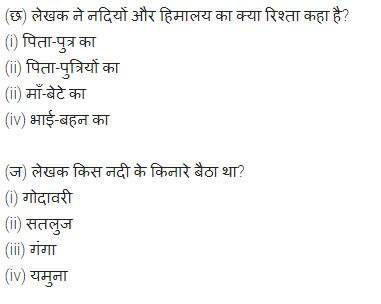 (छ) लेखक ने नदियों और हिमालय का क्या रिश्ता कहा है?
(i) पिता-पुत्र का
(ii) पिता-पुत्रियों का
(ii) माँ-बेटे का
(iv) भाई-बहन का
(ज) लेखक किस नदी के किनारे बैठा था?
(i) गोदावरी
(ii) सतलुज
(iii) गंगा
(iv) यमुना